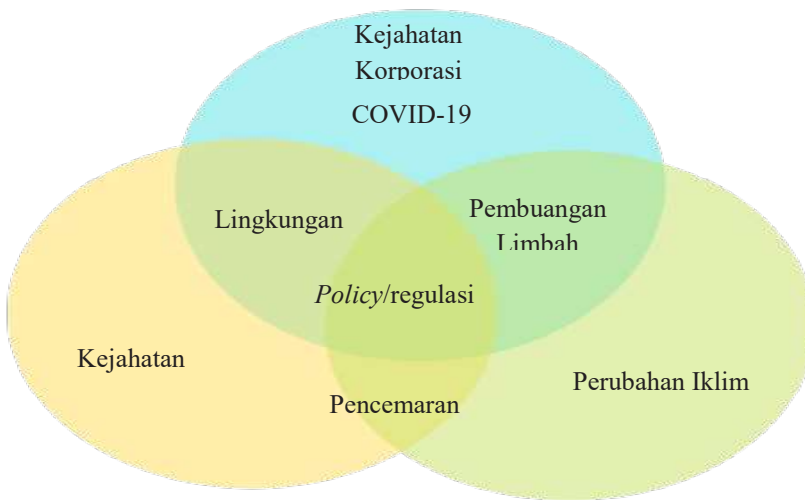 Kejahatan
Korporasi
COVID-19
Lingkungan
Pembuangan
Limbah
Policy/regulasi
Kejahatan
Perubahan Iklim
Pencemaran